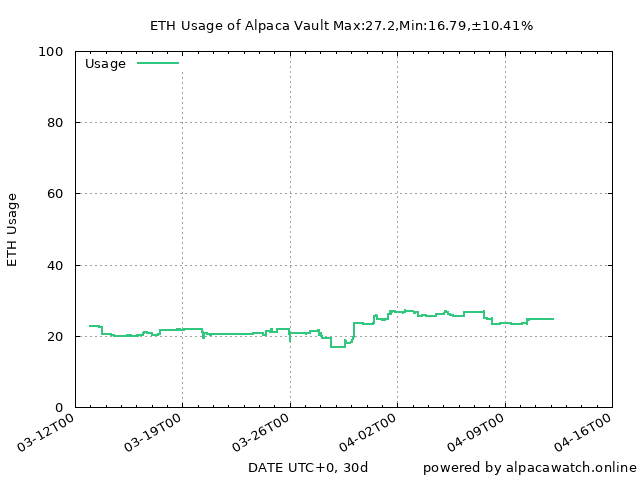 ETH Usage of Alpaca Vault Max:27.2,Min:16.79,±10.41%
Usage
100
80
60
40
20
0
ETH Usage
03-12T00
03-19T00
03-26T00
04-02T00
04-09T00
04-16T00
DATE UTC+0, 30d
powered by alpacawatch.online